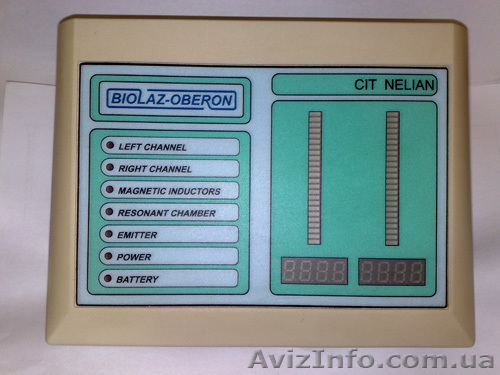 BIOLAZ-OBERON
CIT NELIAN
LEFT CHANNEL
RIGHT CHANNEL
MAGNETIC INDUCTORS
RESONANT CHAMBER
EMITTER
POWER
BATTERY
AvizInfo.com.ua